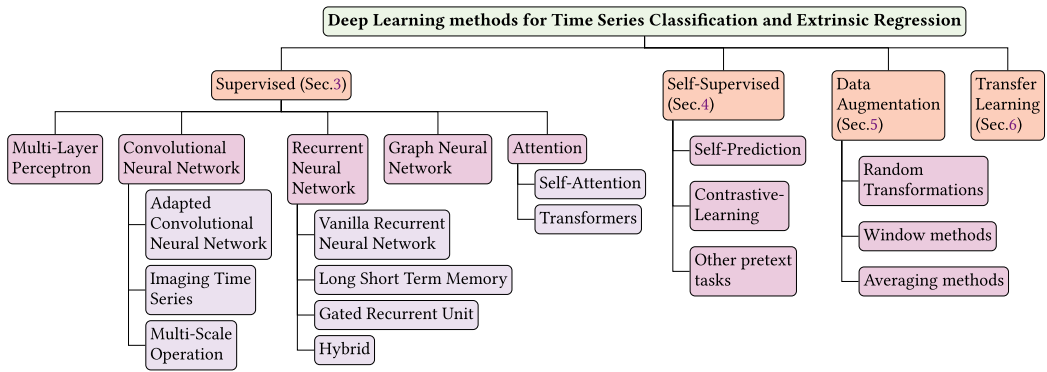 Deep Learning methods for Time Series Classification and Extrinsic Regression
Supervised (Sec.3)
Multi-Layer
Perceptron
Convolutional
Neural Network
Adapted
Convolutional
Neural Network
Imaging Time
Series
Multi-Scale
Operation
Recurrent
Neural
Network
Vanilla Recurrent
Neural Network
Long Short Term Memory
Gated Recurrent Unit
Hybrid
Graph Neural
Network
Attention
Self-Attention
Transformers
Self-Supervised
(Sec.4)
Self-Prediction
Contrastive-
Learning
Other pretext
tasks
Data
Augmentation
(Sec.5)
Random
Transformations
Window methods
Averaging methods
Transfer
Learning
(Sec.6)